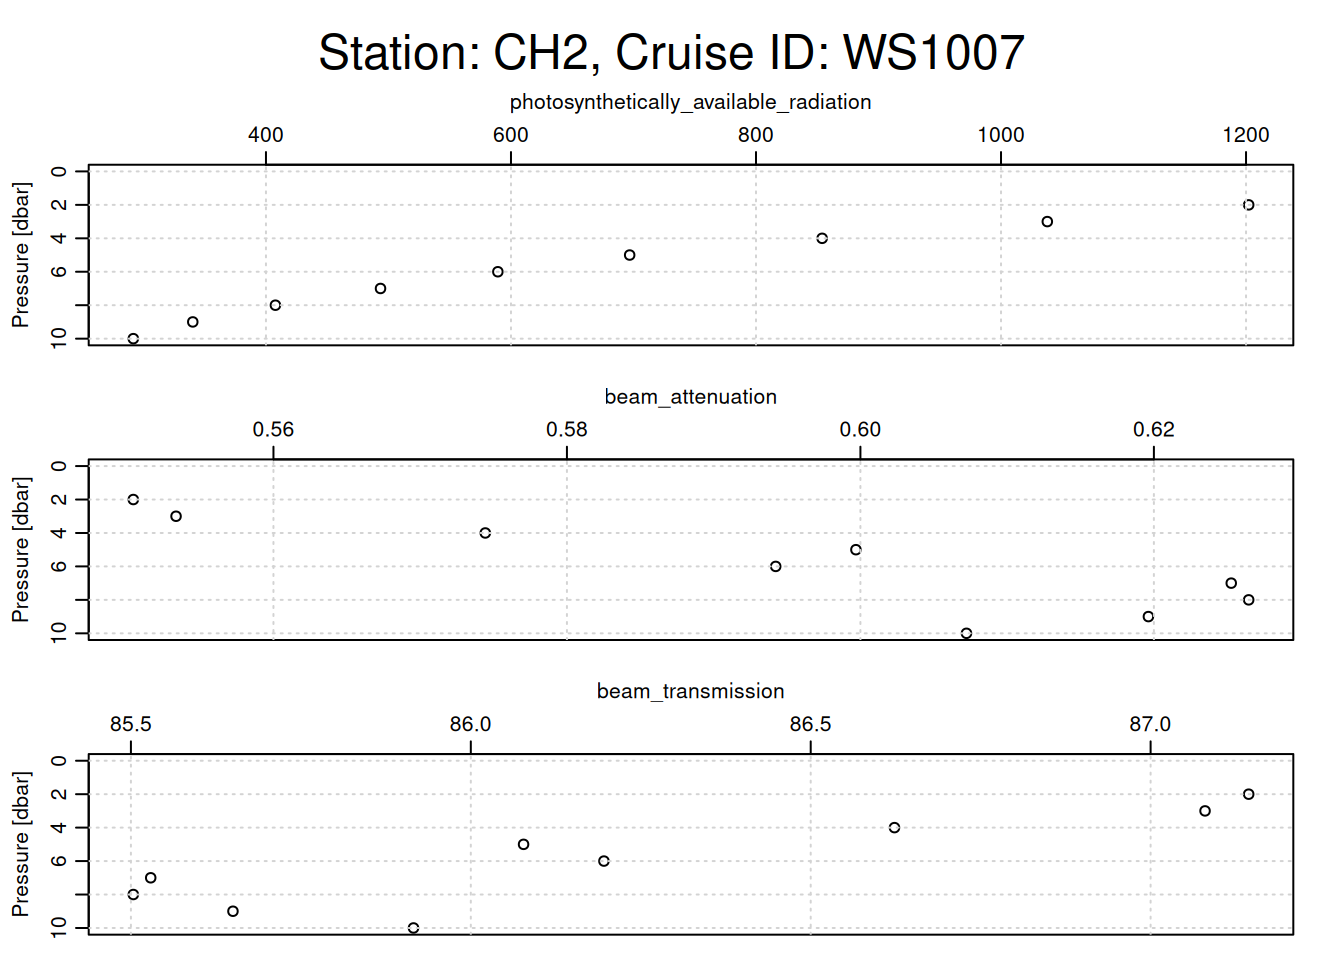 Station: CH2, Cruise ID: WS1007
photosynthetically_available_radiation
400 600 800 1000 1200
Pressure [dbar]
0
2
4
6
10
beam_attenuation
0.56 0.58 0.60 0.62
Pressure [dbar]
0
2
4
6
10
beam_transmission
85.5 86.0 86.5 87.0
Pressure [dbar]
0
2
4
6
10